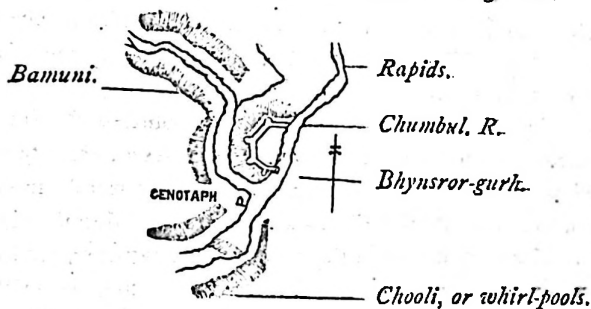 Bamuni.
Rapids.
Chumbul. R.
Bhynsror-gurh.
CENOTAPH
Chooli, or whirl-pools.